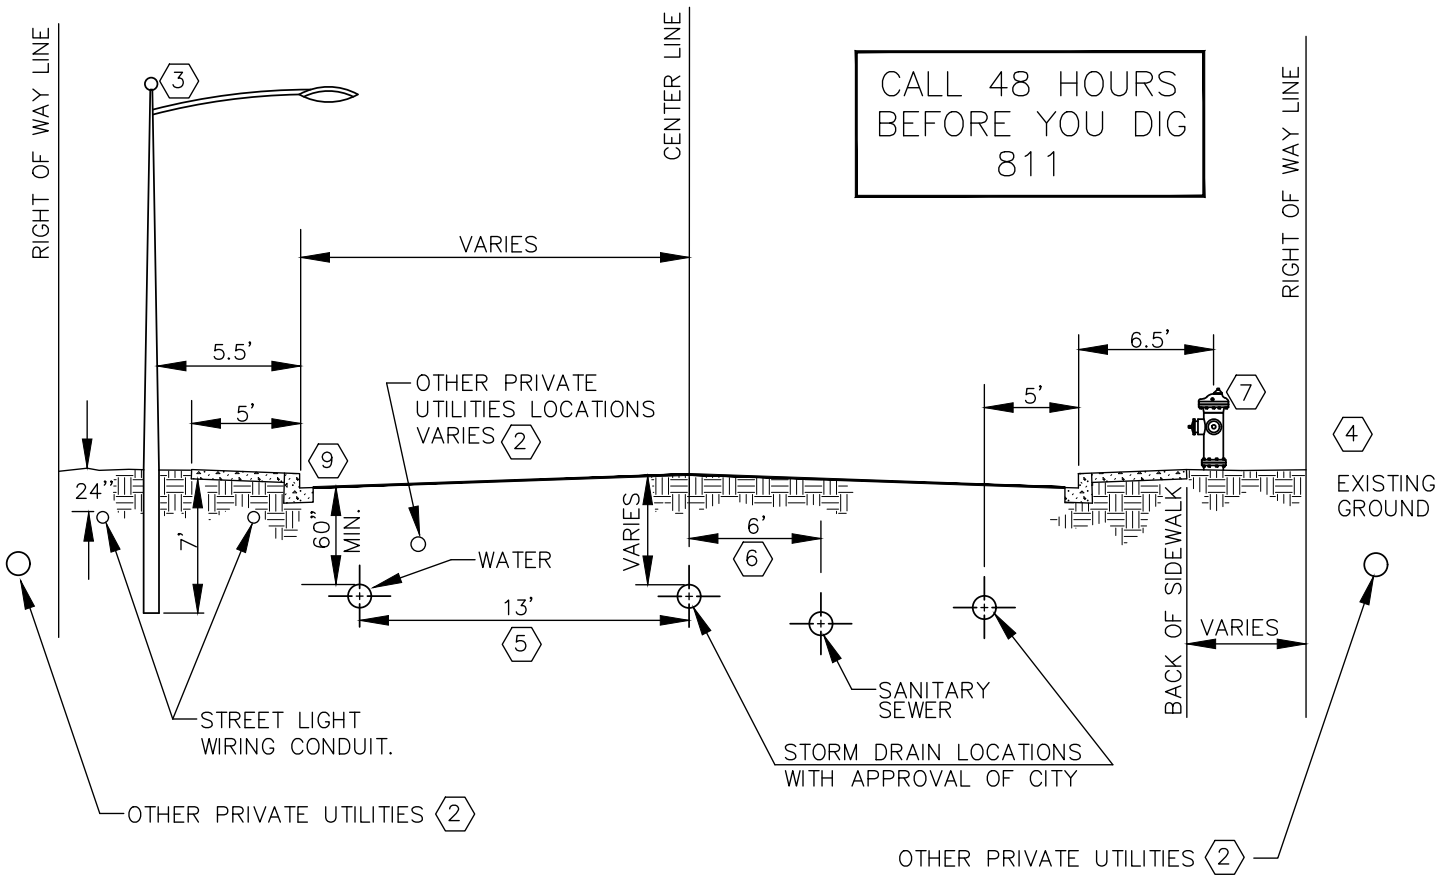 RIGHT OF WAY LINE
3
CENTER LINE
CALL 48 HOURS
BEFORE YOU DIG
811
RIGHT OF WAY LINE
VARIES
5.5'
6.5'
5'
OTHER PRIVATE
UTILITIES LOCATIONS
VARIES 2
5'
7
4
9
24"
EXISTING
GROUND
7'
60"
MIN.
VARIES
6'
6
WATER
13'
5
BACK OF SIDEWALK
VARIES
SANITARY
SEWER
STREET LIGHT
WIRING CONDUIT.
STORM DRAIN LOCATIONS
WITH APPROVAL OF CITY
OTHER PRIVATE UTILITIES 2
OTHER PRIVATE UTILITIES 2